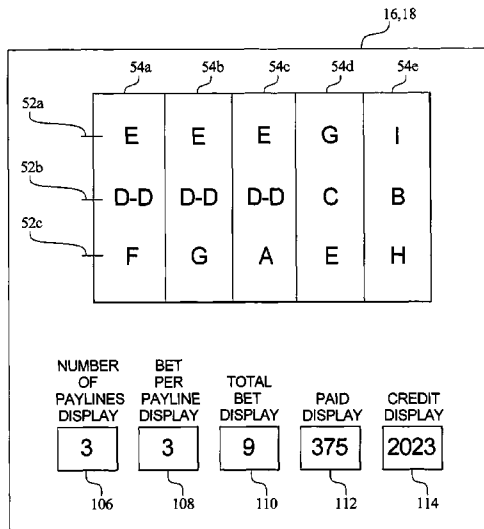 16,18
54a 54b 54c 54d 54e
52a
E E E G I
52b
D-D D-D D-D C B
52c
F G A E H
NUMBER OF PAYLINES DISPLAY
BET PER PAYLINE DISPLAY
TOTAL BET DISPLAY
PAID DISPLAY
CREDIT DISPLAY
3 3 9 375 2023
106 108 110 112 114